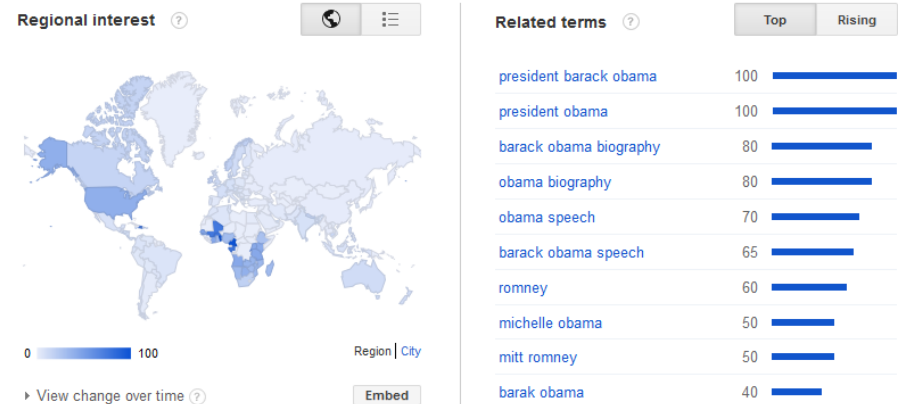 Regional interest ?
0 100
Region City
View change over time ?
Embed
Related terms ?
Top Rising
president barack obama 100
president obama 100
barack obama biography 80
obama biography 80
obama speech 70
barack obama speech 65
romney 60
michelle obama 50
mitt romney 50
barak obama 40